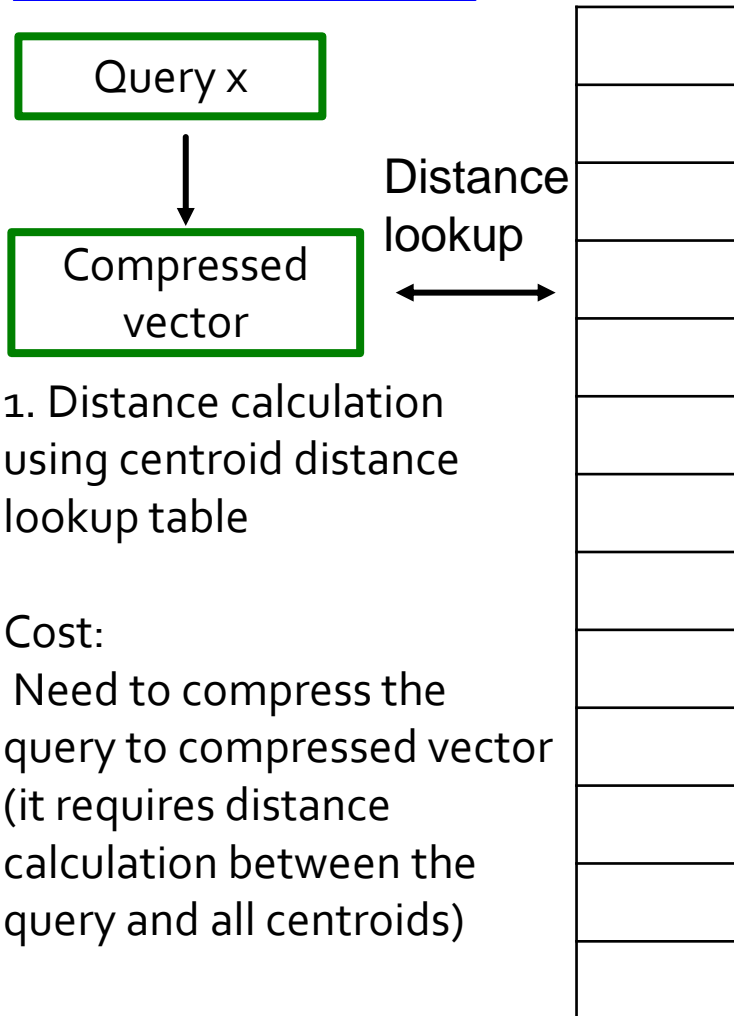 Query x
Distance
lookup
Compressed
vector
1. Distance calculation
using centroid distance
lookup table
Cost:
Need to compress the
query to compressed vector
(it requires distance
calculation between the
query and all centroids)